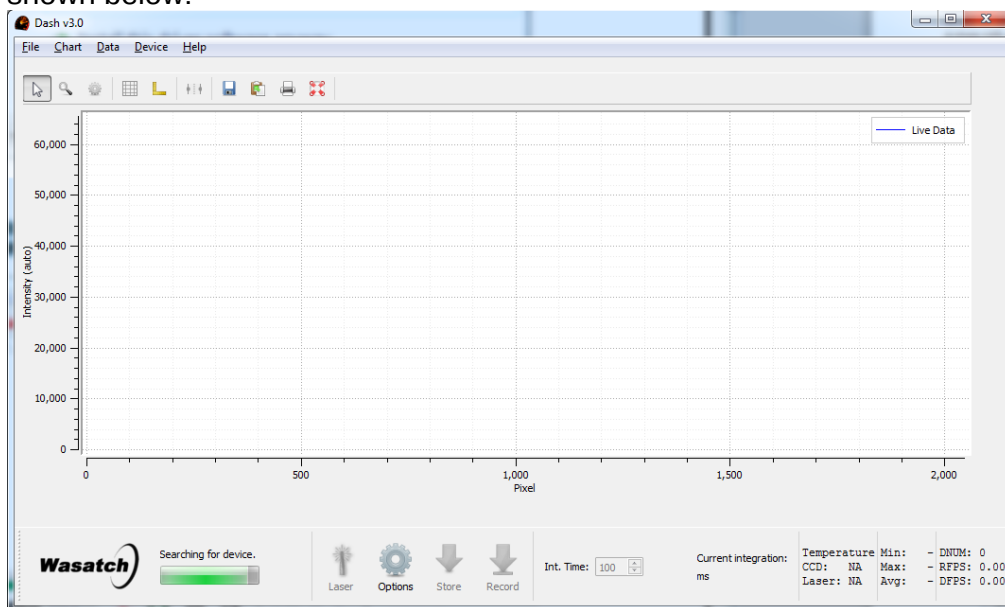 shown below:
Dash v3.0
File Chart Data Device Help
Live Data
60,000
50,000
40,000
30,000
20,000
10,000
0
Intensity (auto)
0 500 1,000 1,500 2,000
Pixel
Wasatch
Searching for device.
Laser Options Store Record
Int. Time: 100
Current integration:
ms
Temperature Min: - DNUM: 0
CCD: NA Max: - RFPS: 0.00
Laser: NA Avg: - DFPS: 0.00